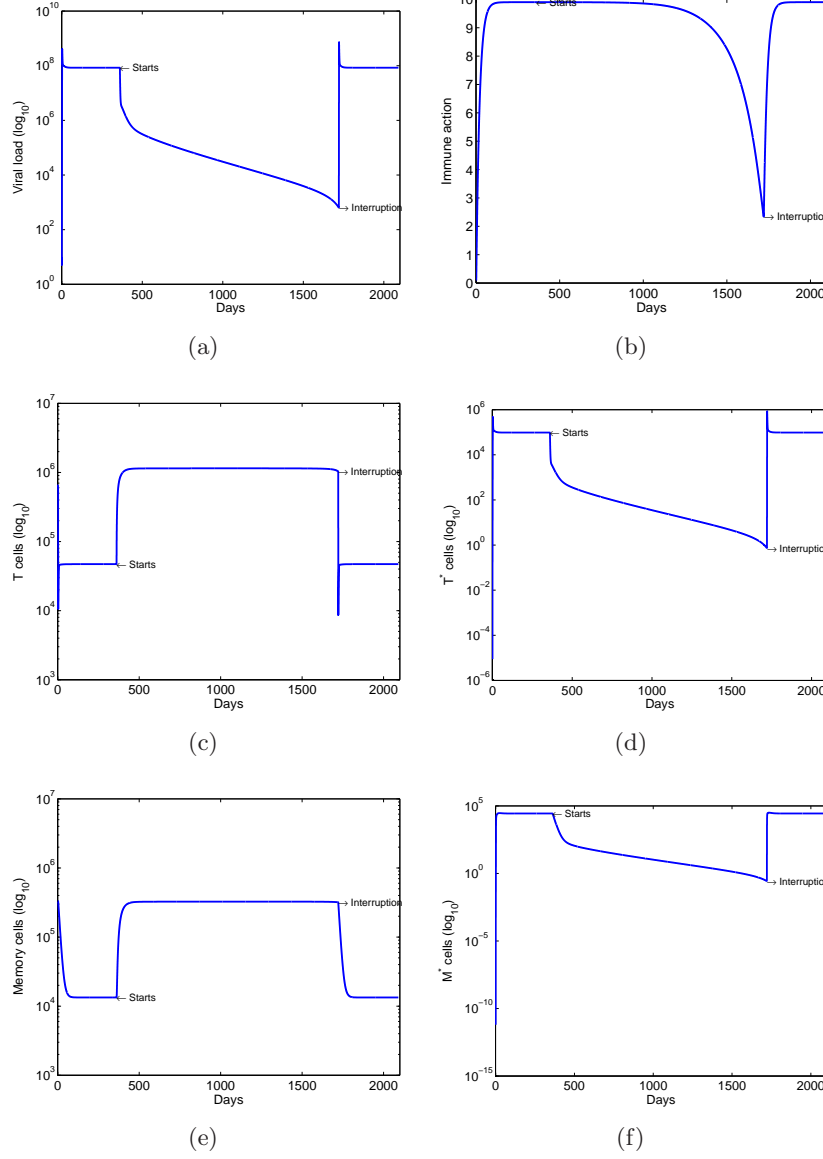 10^10
10^8
10^6
10^4
10^2
10^0
Viral load (log10)
← Starts
→ Interruption
0 500 1000 1500 2000
Days
(a)
10
9
8
7
6
5
4
3
2
1
0
Immune action
← Starts
→ Interruptio
0 500 1000 1500 2000
Days
(b)
10^7
10^6
10^5
10^4
10^3
T cells (log10)
← Starts
→ Interruption
0 500 1000 1500 2000
Days
(c)
10^6
10^4
10^2
10^0
10^−2
10^−4
10^−6
T* cells (log10)
← Starts
→ Interruptio
0 500 1000 1500 2000
Days
(d)
10^7
10^6
10^5
10^4
10^3
Memory cells (log10)
← Starts
→ Interruption
0 500 1000 1500 2000
Days
(e)
10^5
10^0
10^−5
10^−10
10^−15
M* cells (log10)
← Starts
→ Interruptio
0 500 1000 1500 2000
Days
(f)